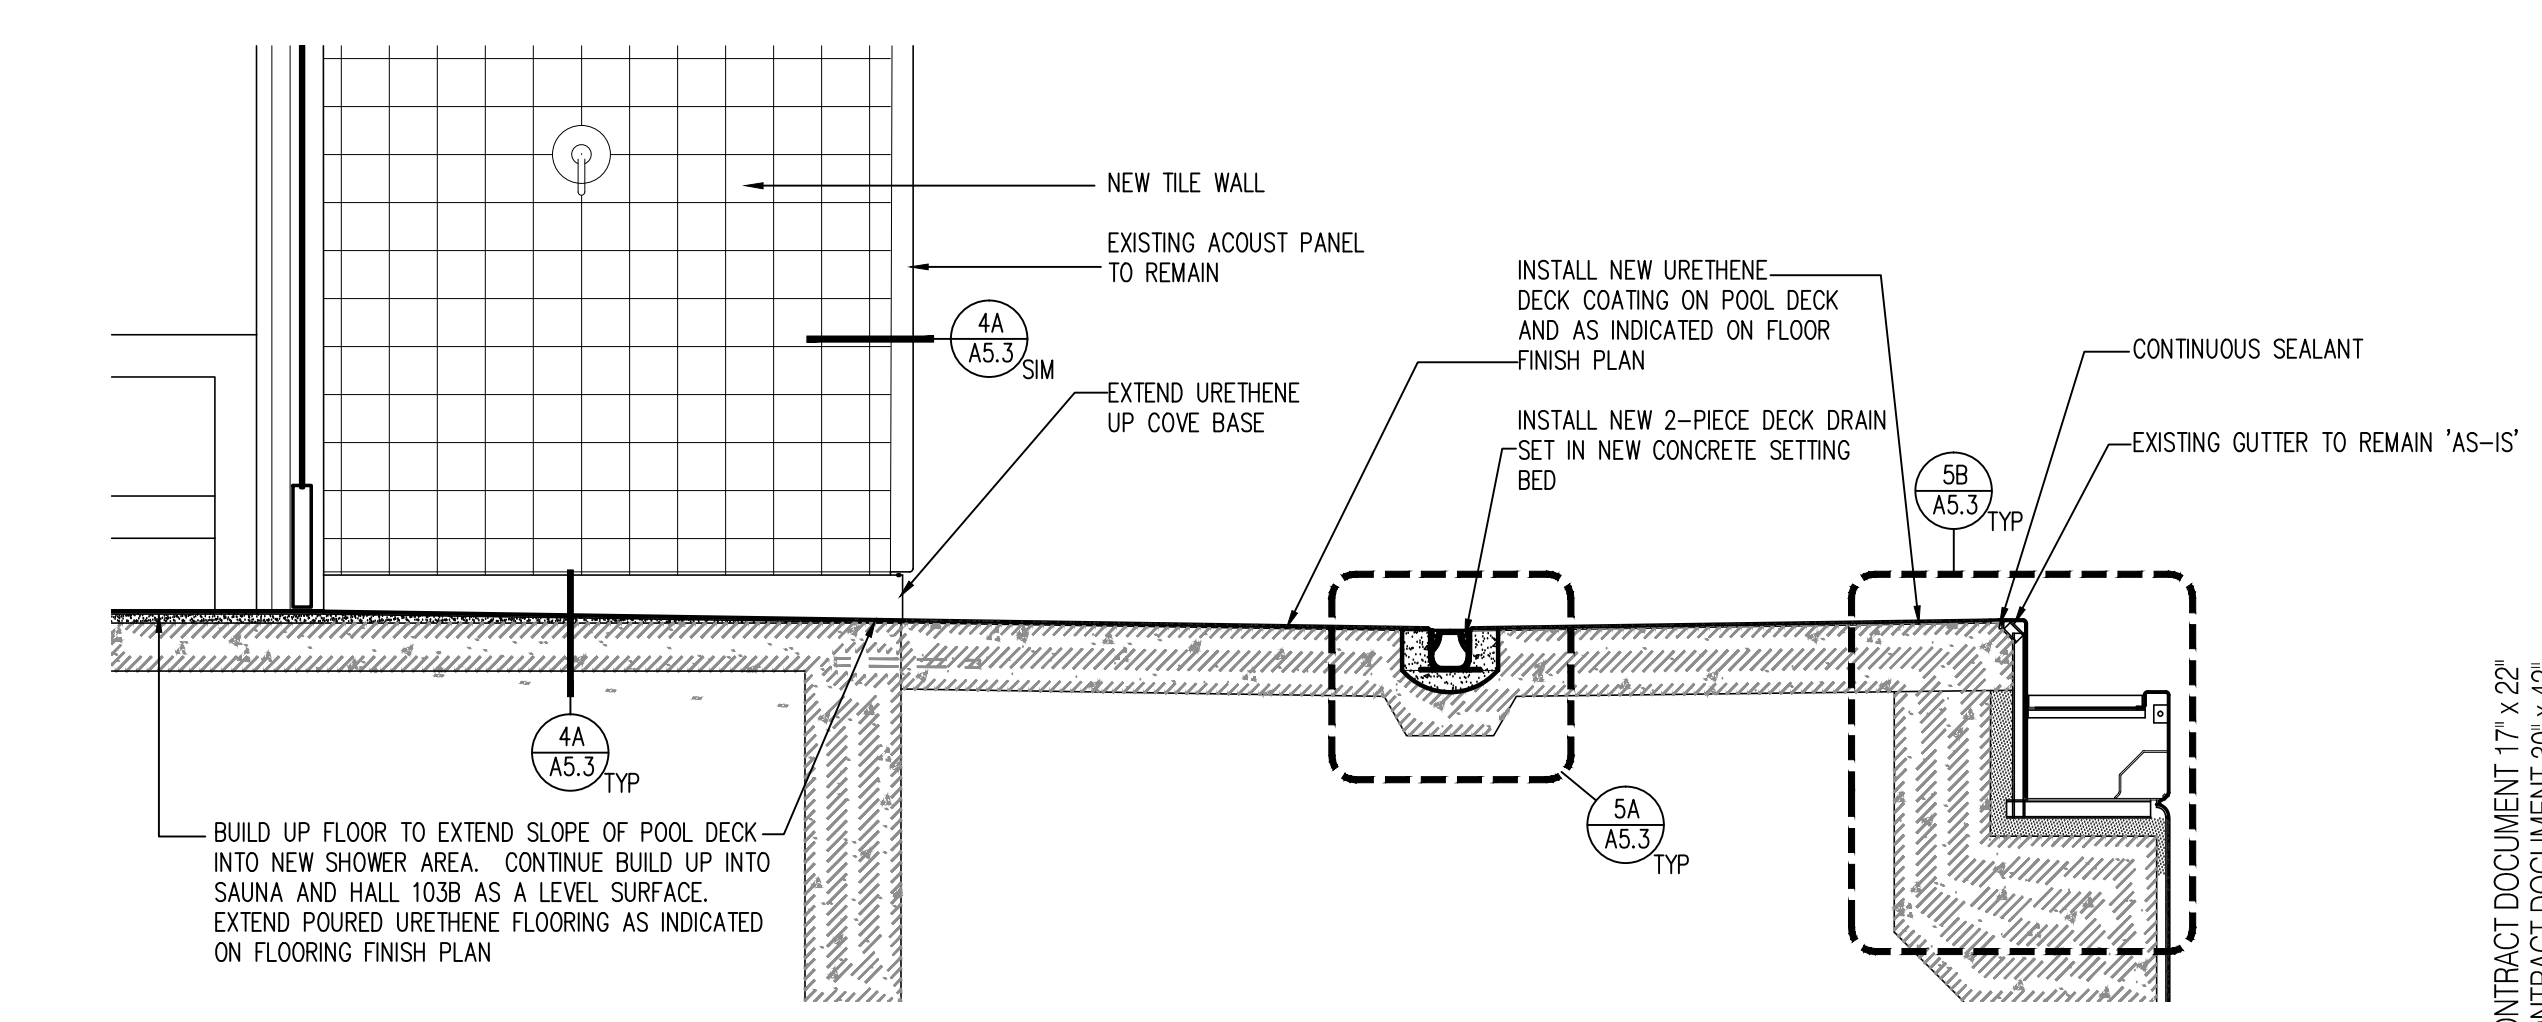 NEW TILE WALL
EXISTING ACOUST PANEL
TO REMAIN
4A
A5.3
SIM
EXTEND URETHENE
UP COVE BASE
INSTALL NEW URETHENE
DECK COATING ON POOL DECK
AND AS INDICATED ON FLOOR
FINISH PLAN
INSTALL NEW 2-PIECE DECK DRAIN
SET IN NEW CONCRETE SETTING
BED
CONTINUOUS SEALANT
EXISTING GUTTER TO REMAIN 'AS-IS'
5B
A5.3
TYP
4A
A5.3
TYP
5A
A5.3
TYP
BUILD UP FLOOR TO EXTEND SLOPE OF POOL DECK
INTO NEW SHOWER AREA. CONTINUE BUILD UP INTO
SAUNA AND HALL 103B AS A LEVEL SURFACE.
EXTEND POURED URETHENE FLOORING AS INDICATED
ON FLOORING FINISH PLAN
DOCUMENT 17" x 22"